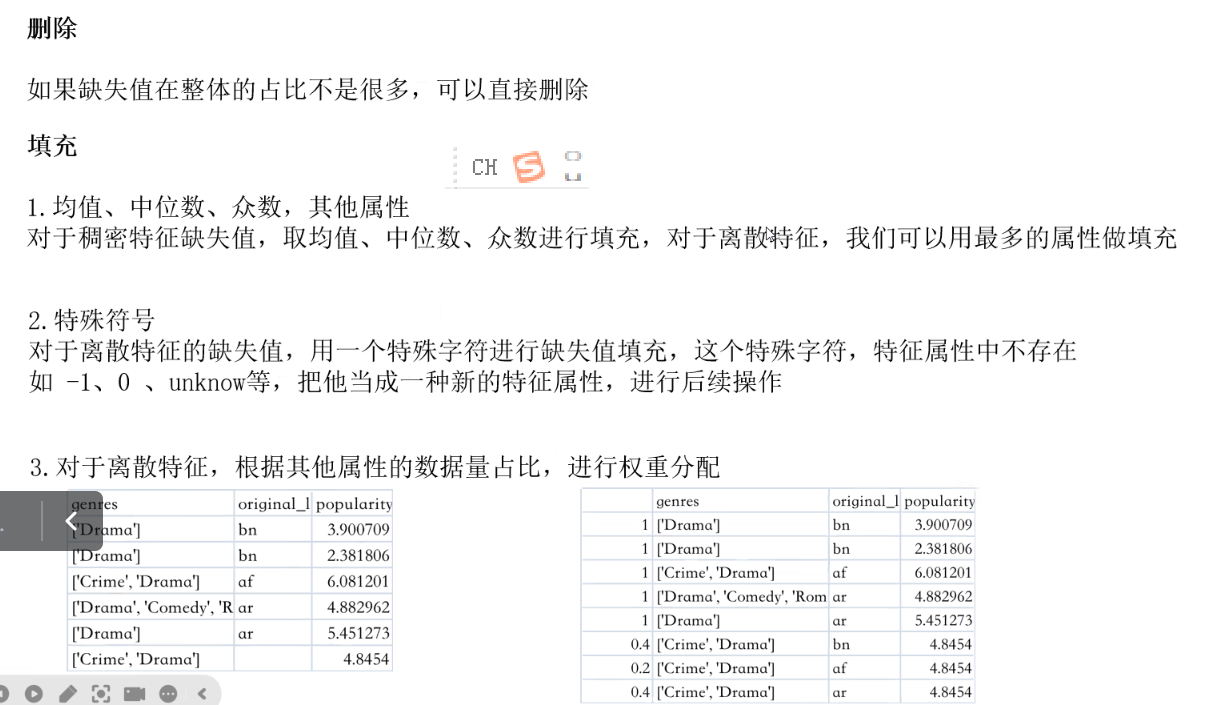 删除
如果缺失值在整体的占比不是很多，可以直接删除
填充
CH S
1.均值、中位数、众数，其他属性
对于稠密特征缺失值，取均值、中位数、众数进行填充，对于离散特征，我们可以用最多的属性做填充
2.特殊符号
对于离散特征的缺失值，用一个特殊字符进行缺失值填充，这个特殊字符，特征属性中不存在
如 -1、0 、unknow等，把他当成一种新的特征属性，进行后续操作
3.对于离散特征，根据其他属性的数据量占比，进行权重分配
genres original_l popularity
['Drama'] bn 3.900709
['Drama'] bn 2.381806
['Crime', 'Drama'] af 6.081201
['Drama', 'Comedy', 'R ar 4.882962
['Drama'] ar 5.451273
['Crime', 'Drama'] 4.8454
genres original_l popularity
1 ['Drama'] bn 3.900709
1 ['Drama'] bn 2.381806
1 ['Crime', 'Drama'] af 6.081201
1 ['Drama', 'Comedy', 'Rom ar 4.882962
1 ['Drama'] ar 5.451273
0.4 ['Crime', 'Drama'] bn 4.8454
0.2 ['Crime', 'Drama'] af 4.8454
0.4 ['Crime', 'Drama'] ar 4.8454